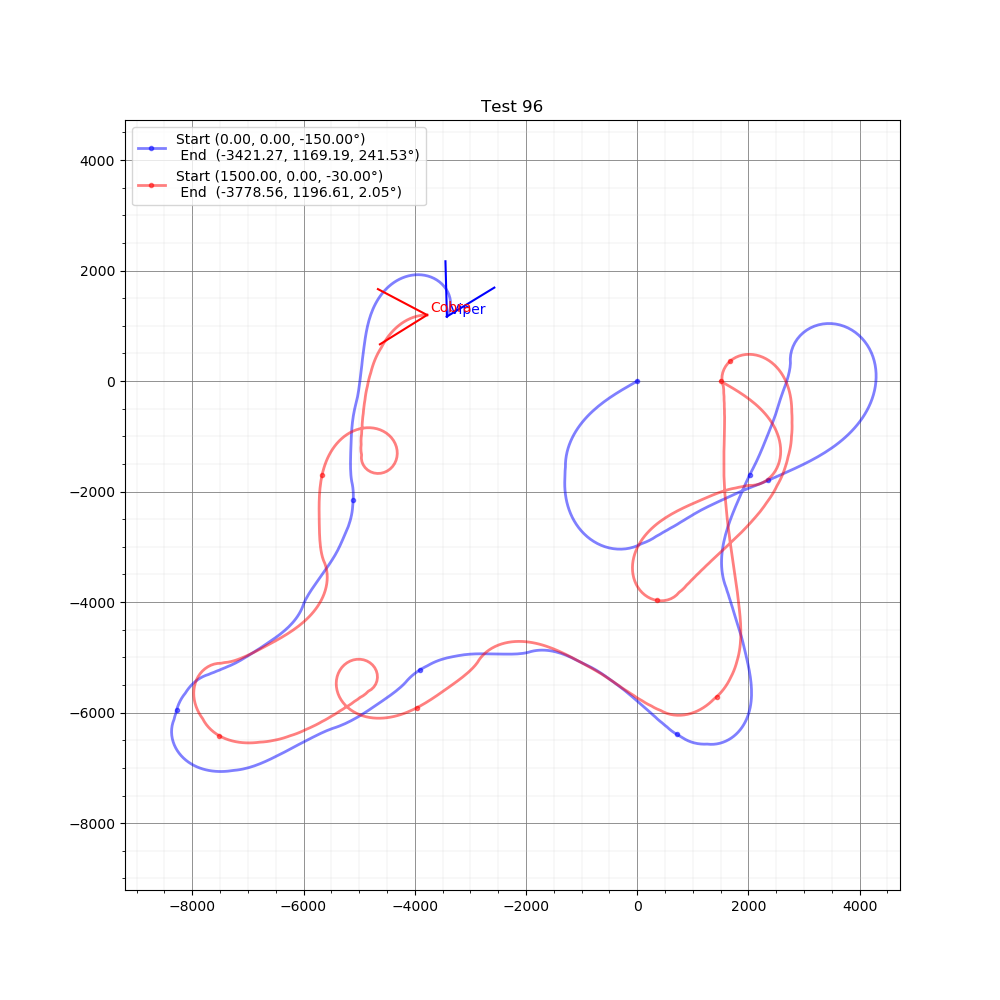 Test 96
Start (0.00, 0.00, -150.00°)
End (-3421.27, 1169.19, 241.53°)
Start (1500.00, 0.00, -30.00°)
End (-3778.56, 1196.61, 2.05°)
4000
2000
0
−2000
−4000
−6000
−8000
Cobra
Viper
−8000 −6000 −4000 −2000 0 2000 4000